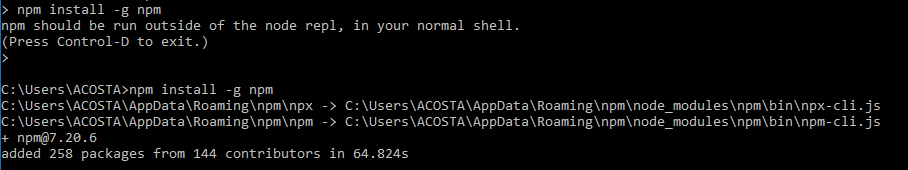 > npm install -g npm
npm should be run outside of the node repl, in your normal shell.
(Press Control-D to exit.)
>
C:\Users\ACOSTA>npm install -g npm
C:\Users\ACOSTA\AppData\Roaming\npm\npx -> C:\Users\ACOSTA\AppData\Roaming\npm\node_modules\npm\bin\npx-cli.js
C:\Users\ACOSTA\AppData\Roaming\npm\npm -> C:\Users\ACOSTA\AppData\Roaming\npm\node_modules\npm\bin\npm-cli.js
+ npm@7.20.6
added 258 packages from 144 contributors in 64.824s